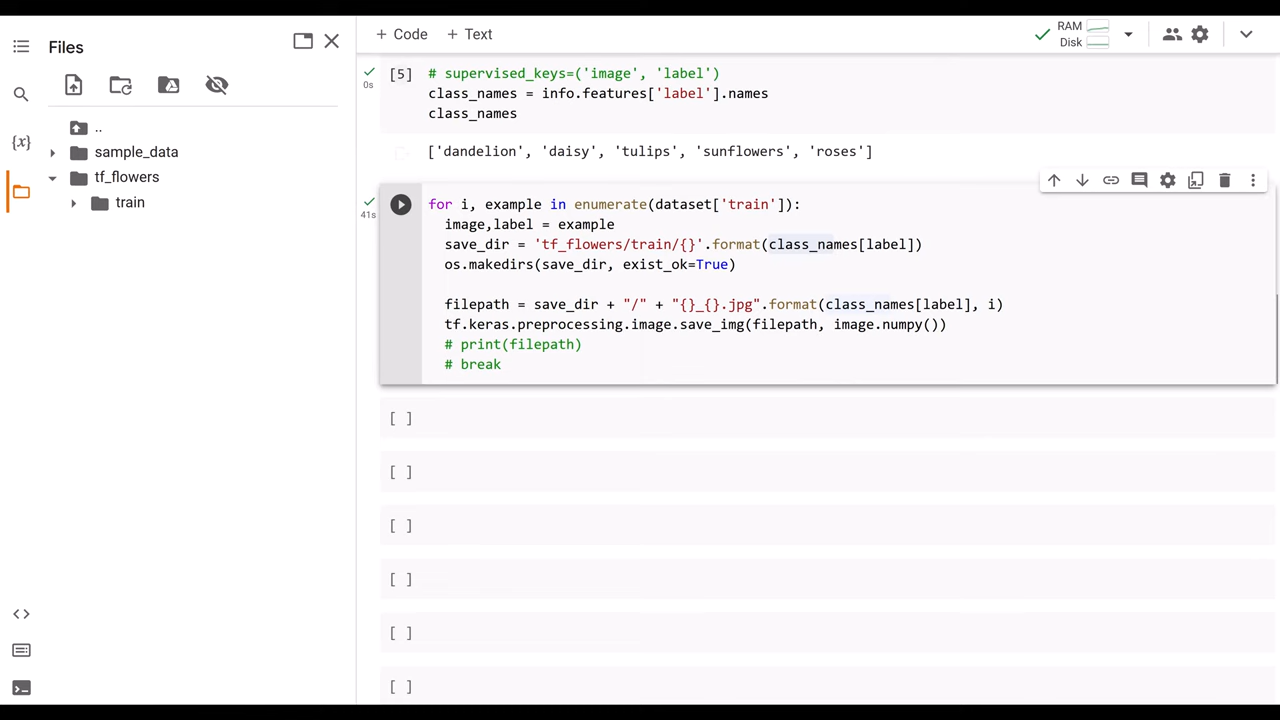 Files
+ Code + Text
RAM
Disk
..
sample_data
tf_flowers
train
{x}
0s
[5]
# supervised_keys=('image', 'label')
class_names = info.features['label'].names
class_names
['dandelion', 'daisy', 'tulips', 'sunflowers', 'roses']
41s
for i, example in enumerate(dataset['train']):
  image,label = example
  save_dir = 'tf_flowers/train/{}'.format(class_names[label])
  os.makedirs(save_dir, exist_ok=True)
  filepath = save_dir + "/" + "{}_{}.jpg".format(class_names[label], i)
  tf.keras.preprocessing.image.save_img(filepath, image.numpy())
  # print(filepath)
  # break
[ ]
[ ]
[ ]
[ ]
[ ]
[ ]